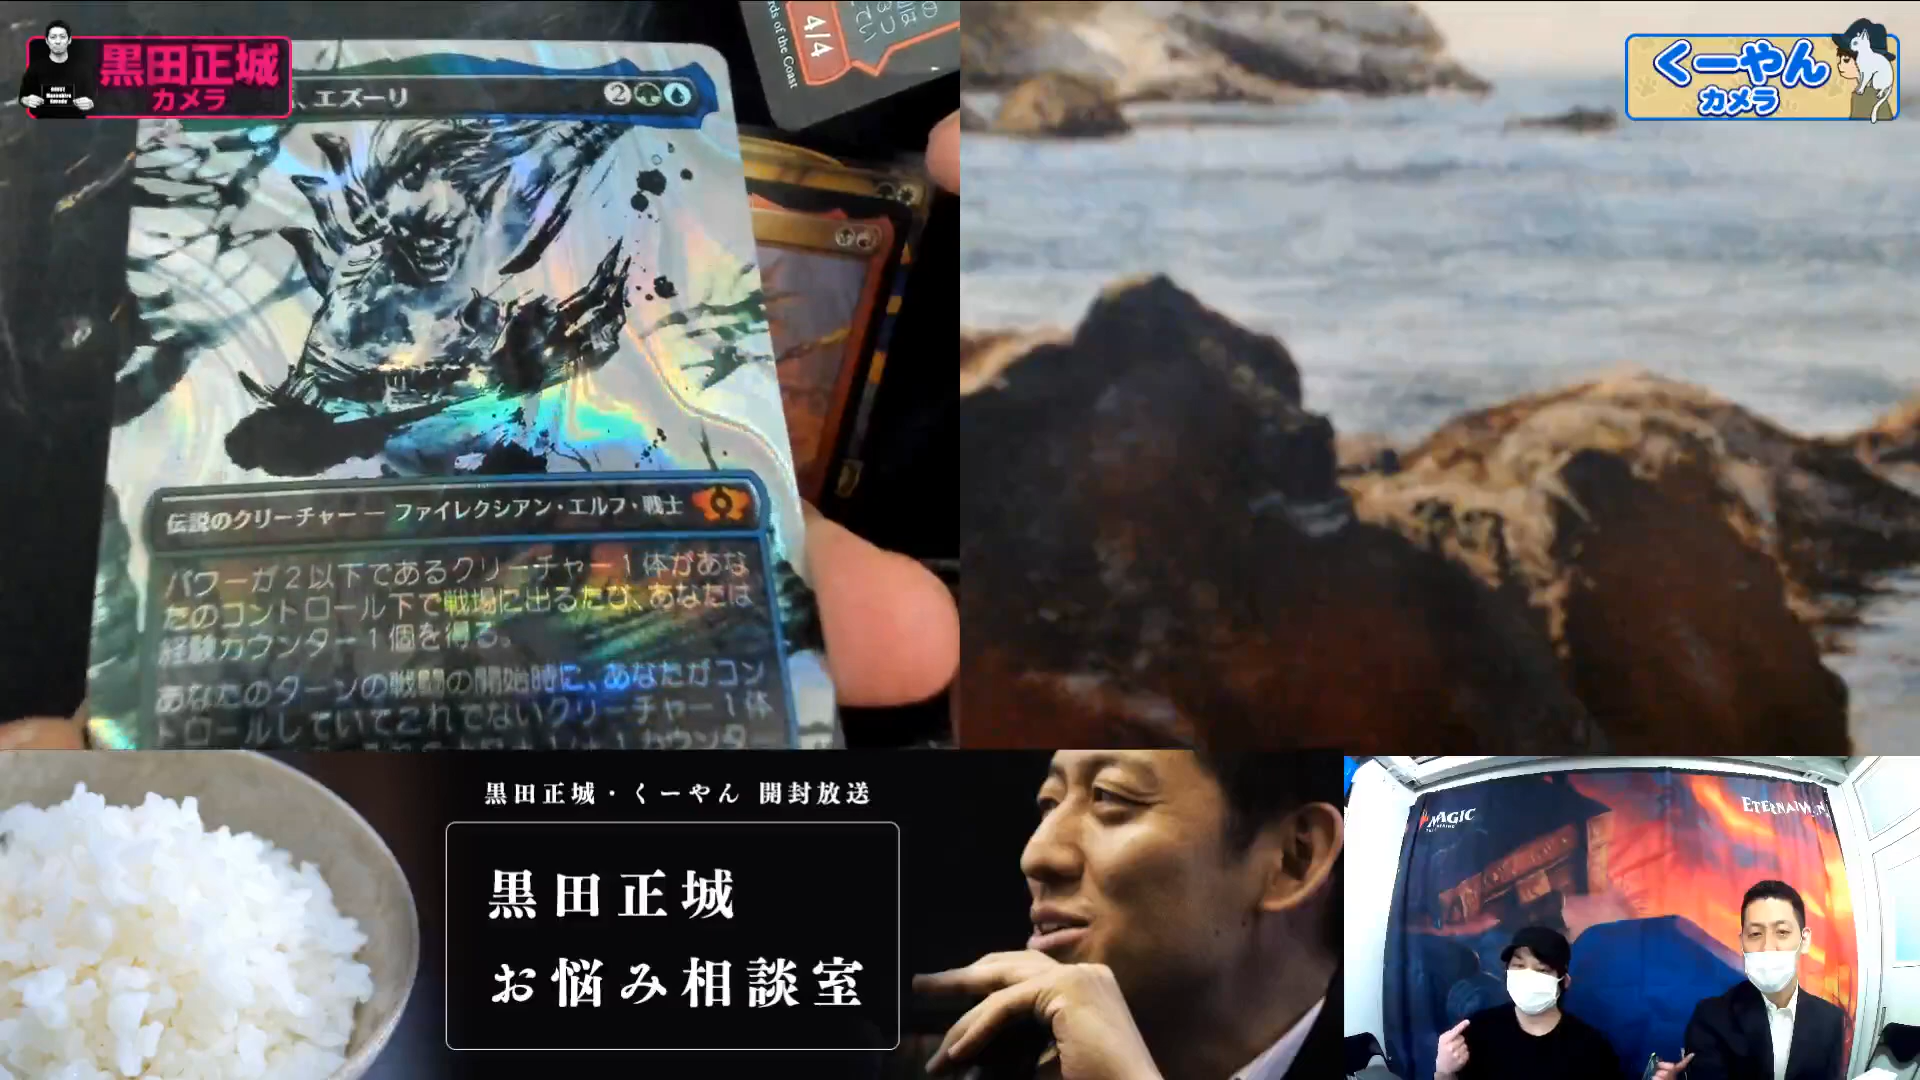 黒田正城
カメラ
、エズーリ
2
4/4
rds of the Coast
くーやん
カメラ
伝説のクリーチャー ― ファイレクシアン・エルフ・戦士
パワーが2以下であるクリーチャー1体があな
たのコントロール下で戦場に出るたび、あなたは
経験カウンター1個を得る。
あなたのターンの戦闘の開始時に、あなたがコン
トロールしていてこれでないクリーチャー1体
黒田正城・くーやん 開封放送
黒田正城
お悩み相談室
MAGIC
ETERNAL